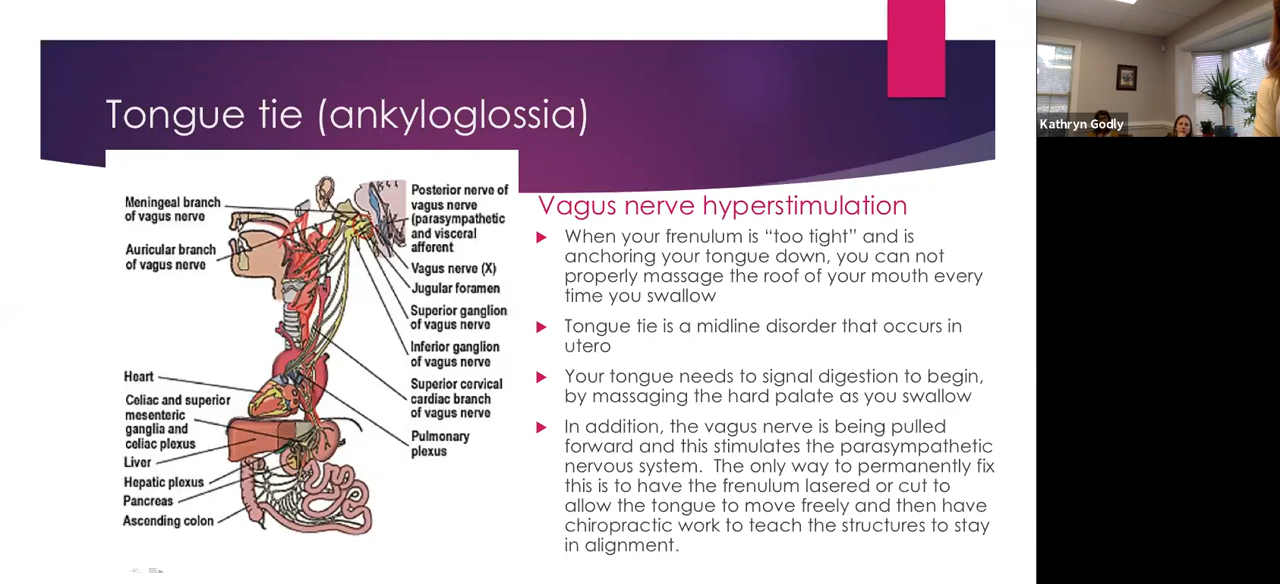 Tongue tie (ankyloglossia)
Kathryn Godly
Meningeal branch
of vagus nerve
Auricular branch
of vagus nerve
Heart
Celiac and superior
mesenteric
ganglia and
celiac plexus
Liver
Hepatic plexus
Pancreas
Ascending colon
Posterior nerve of
vagus nerve
(parasympathetic
and visceral
afferent
Vagus nerve (X)
Jugular foramen
Superior ganglion
of vagus nerve
Inferior ganglion
of vagus nerve
Superior cervical
cardiac branch
of vagus nerve
Pulmonary
plexus
Vagus nerve hyperstimulation
When your frenulum is “too tight” and is
anchoring your tongue down, you can not
properly massage the roof of your mouth every
time you swallow
Tongue tie is a midline disorder that occurs in
utero
Your tongue needs to signal digestion to begin,
by massaging the hard palate as you swallow
In addition, the vagus nerve is being pulled
forward and this stimulates the parasympathetic
nervous system.  The only way to permanently fix
this is to have the frenulum lasered or cut to
allow the tongue to move freely and then have
chiropractic work to teach the structures to stay
in alignment.